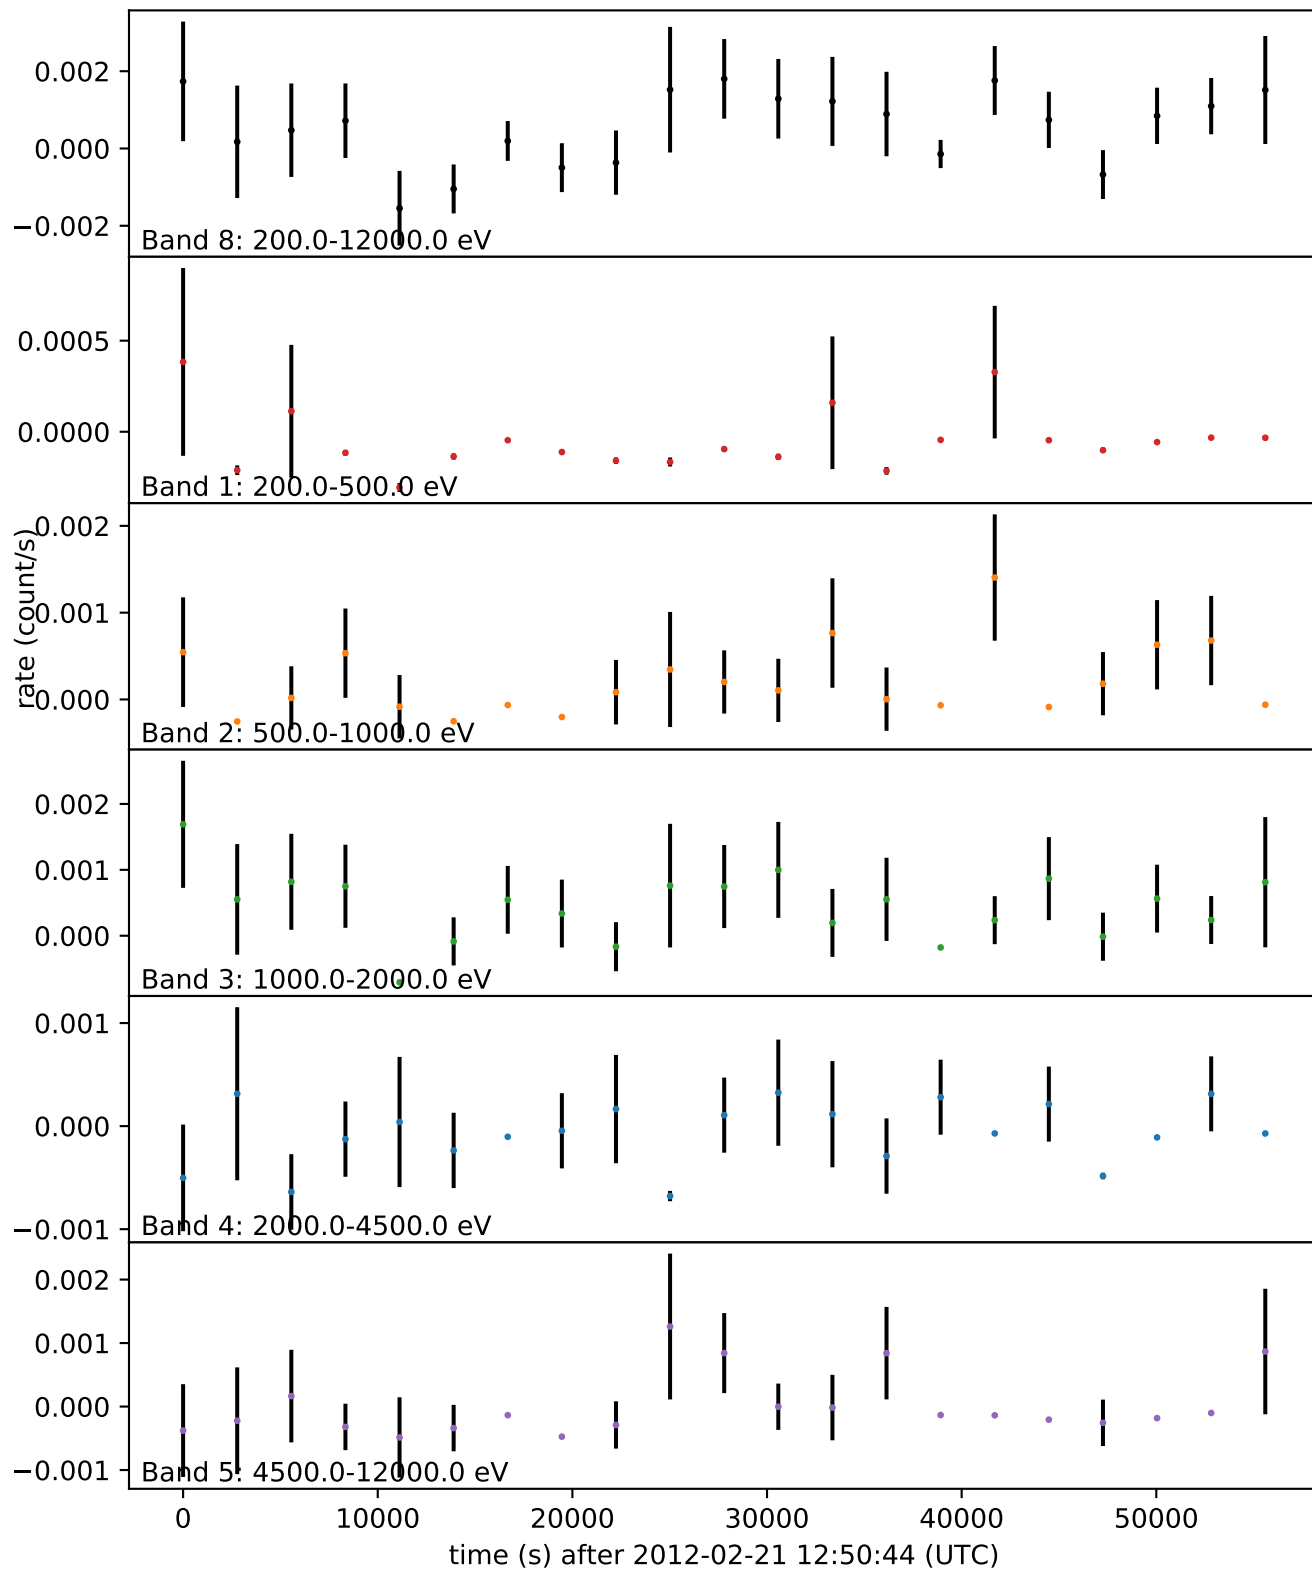 0.002
0.000
−0.002
Band 8: 200.0-12000.0 eV
0.0005
0.0000
Band 1: 200.0-500.0 eV
rate (count/s)
0.002
0.001
0.000
Band 2: 500.0-1000.0 eV
0.002
0.001
0.000
Band 3: 1000.0-2000.0 eV
0.001
0.000
−0.001
Band 4: 2000.0-4500.0 eV
0.002
0.001
0.000
−0.001
Band 5: 4500.0-12000.0 eV
0 10000 20000 30000 40000 50000
time (s) after 2012-02-21 12:50:44 (UTC)